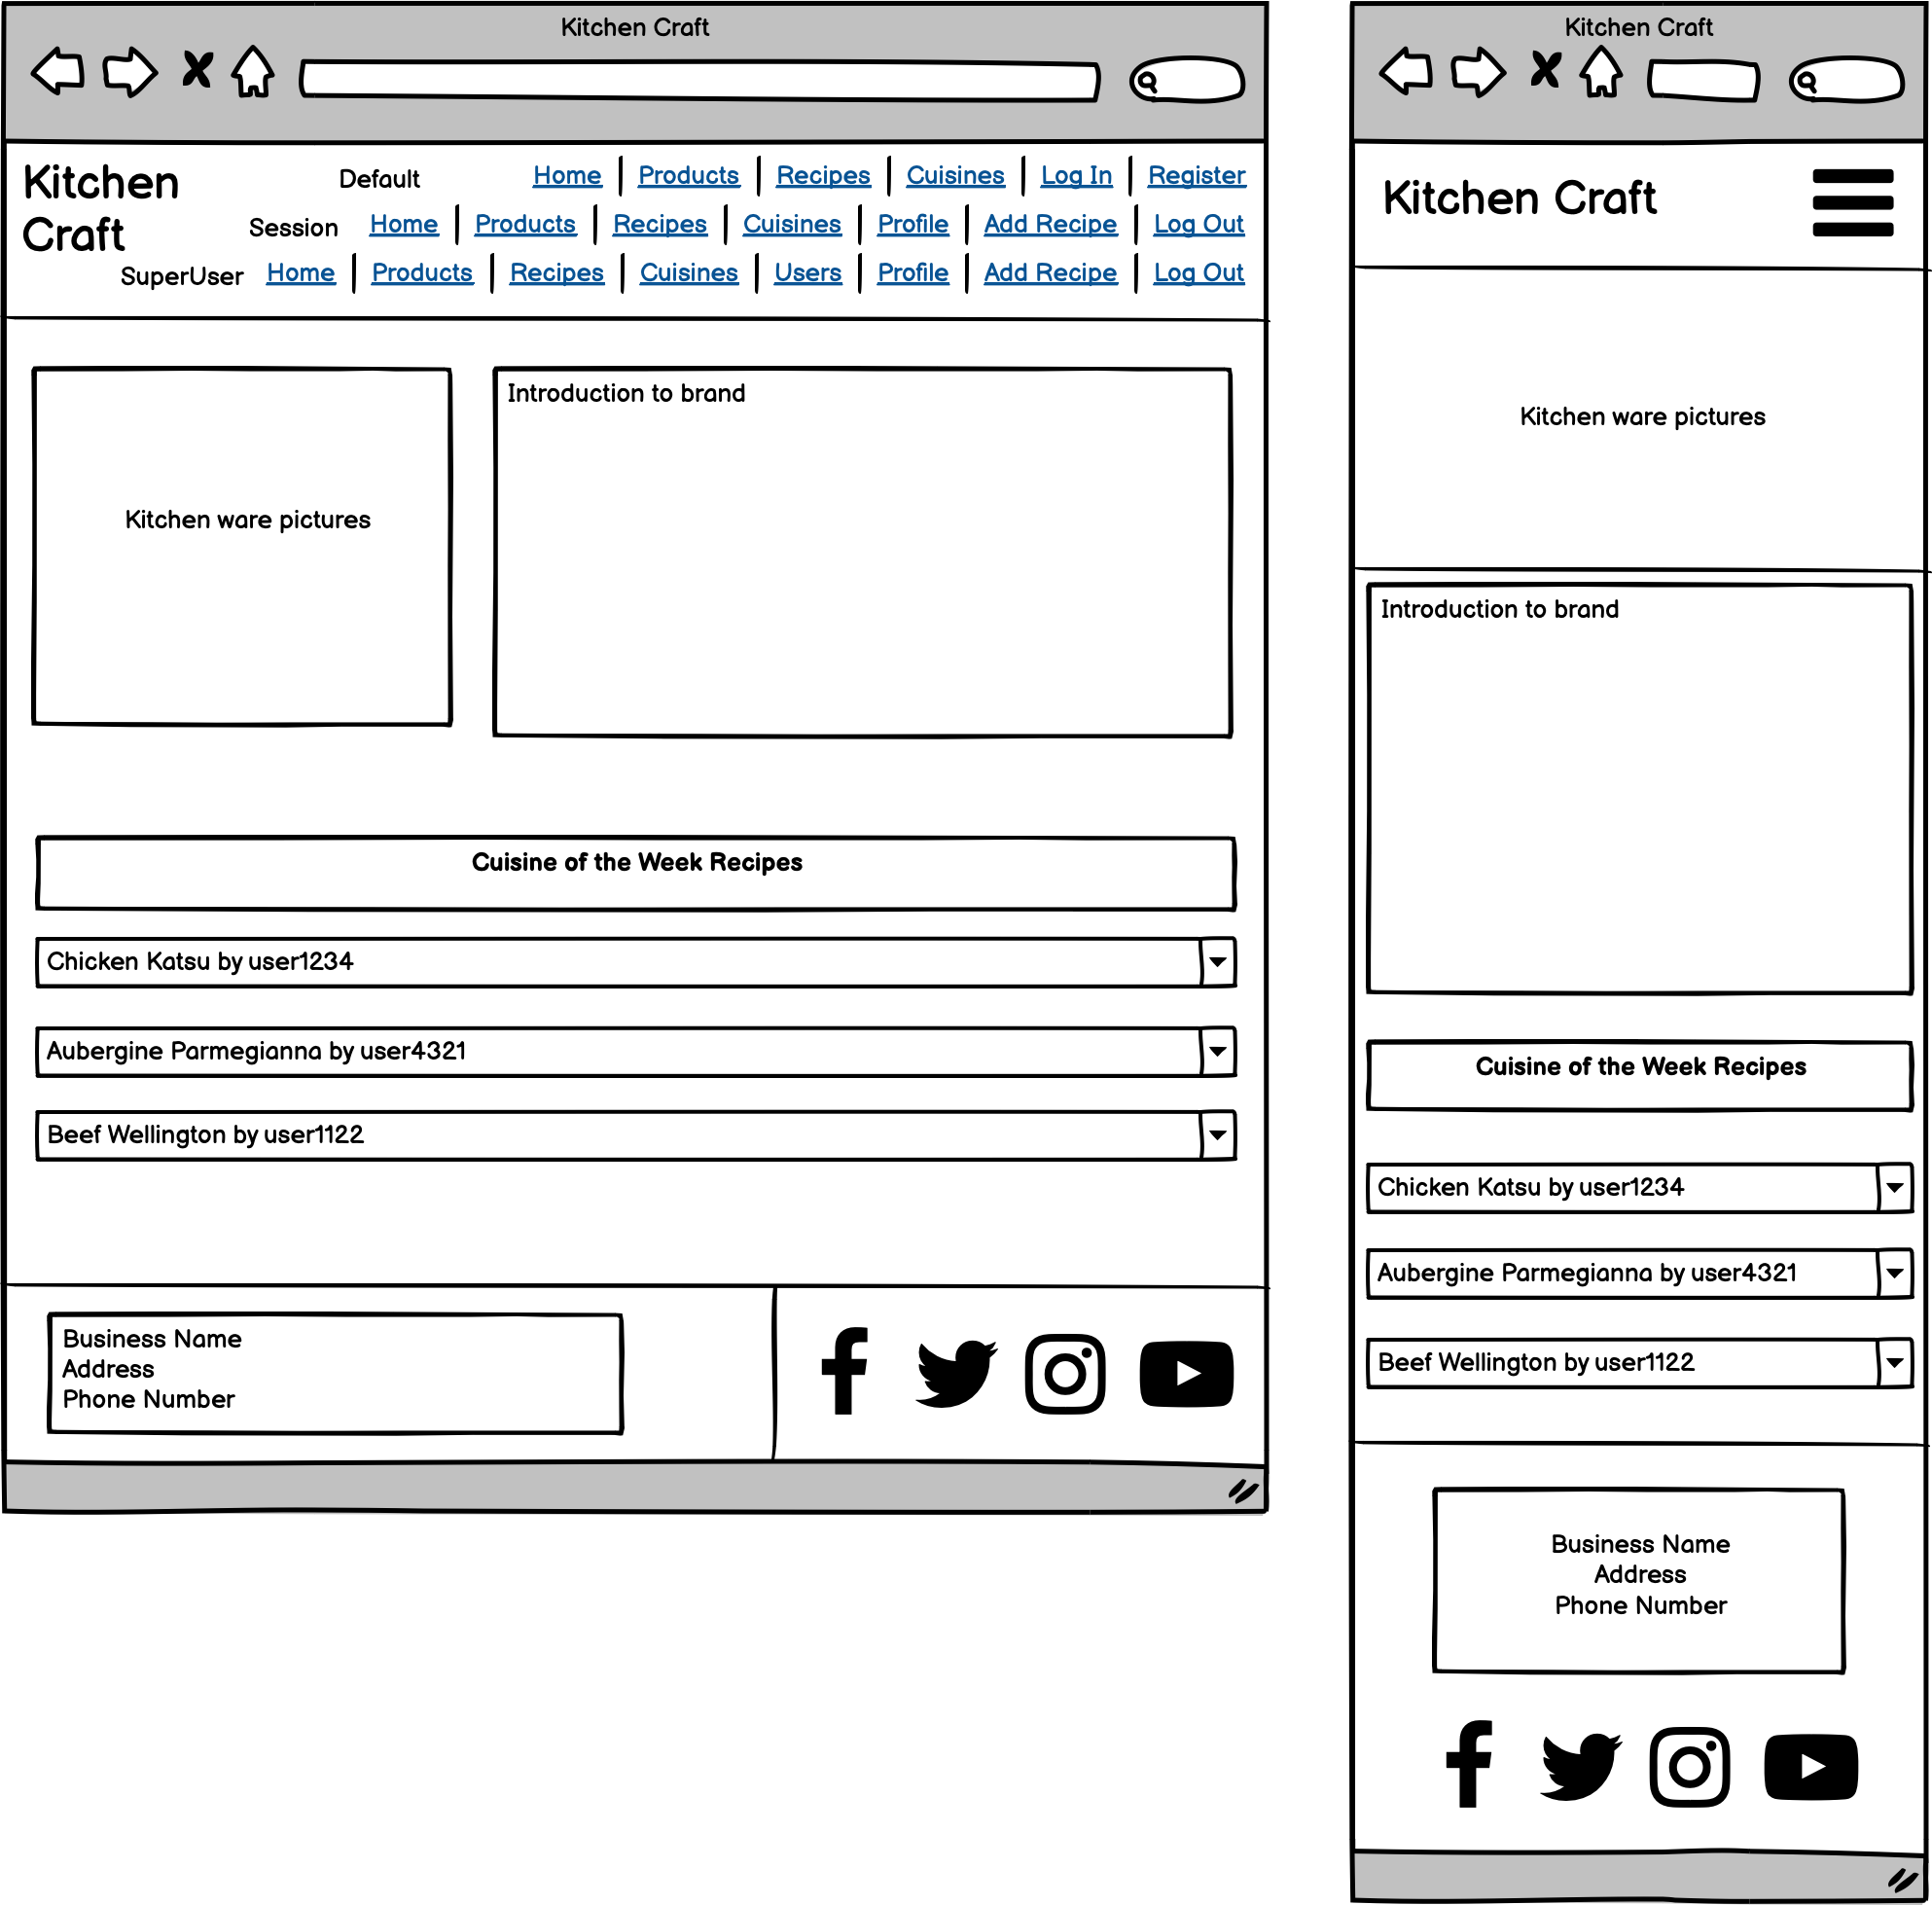 Kitchen Craft
Kitchen
Craft
Default Home Products Recipes Cuisines Log In Register
Session Home Products Recipes Cuisines Profile Add Recipe Log Out
SuperUser Home Products Recipes Cuisines Users Profile Add Recipe Log Out
Kitchen ware pictures
Introduction to brand
Cuisine of the Week Recipes
Chicken Katsu by user1234
Aubergine Parmegianna by user4321
Beef Wellington by user1122
Business Name
Address
Phone Number
Kitchen Craft
Kitchen Craft
Kitchen ware pictures
Introduction to brand
Cuisine of the Week Recipes
Chicken Katsu by user1234
Aubergine Parmegianna by user4321
Beef Wellington by user1122
Business Name
Address
Phone Number